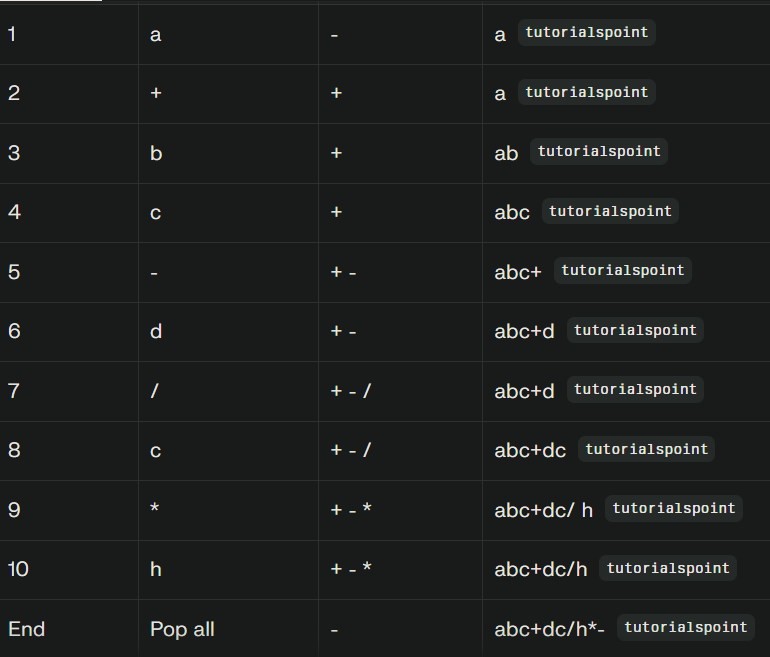 1 a - a tutorialspoint
2 + + a tutorialspoint
3 b + ab tutorialspoint
4 c + abc tutorialspoint
5 - + - abc+ tutorialspoint
6 d + - abc+d tutorialspoint
7 / + - / abc+d tutorialspoint
8 c + - / abc+dc tutorialspoint
9 * + - * abc+dc/ h tutorialspoint
10 h + - * abc+dc/h tutorialspoint
End Pop all - abc+dc/h*- tutorialspoint